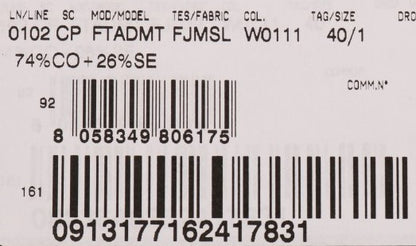 LN/LINE SC MOD/MODEL TES/FABRIC COL. TAG/SIZE DRO
0102 CP FTADMT FJMSL W0111 40/1
74%CO+26%SE
COMM.N°
92
8 058349 806175
161
0913177162417831